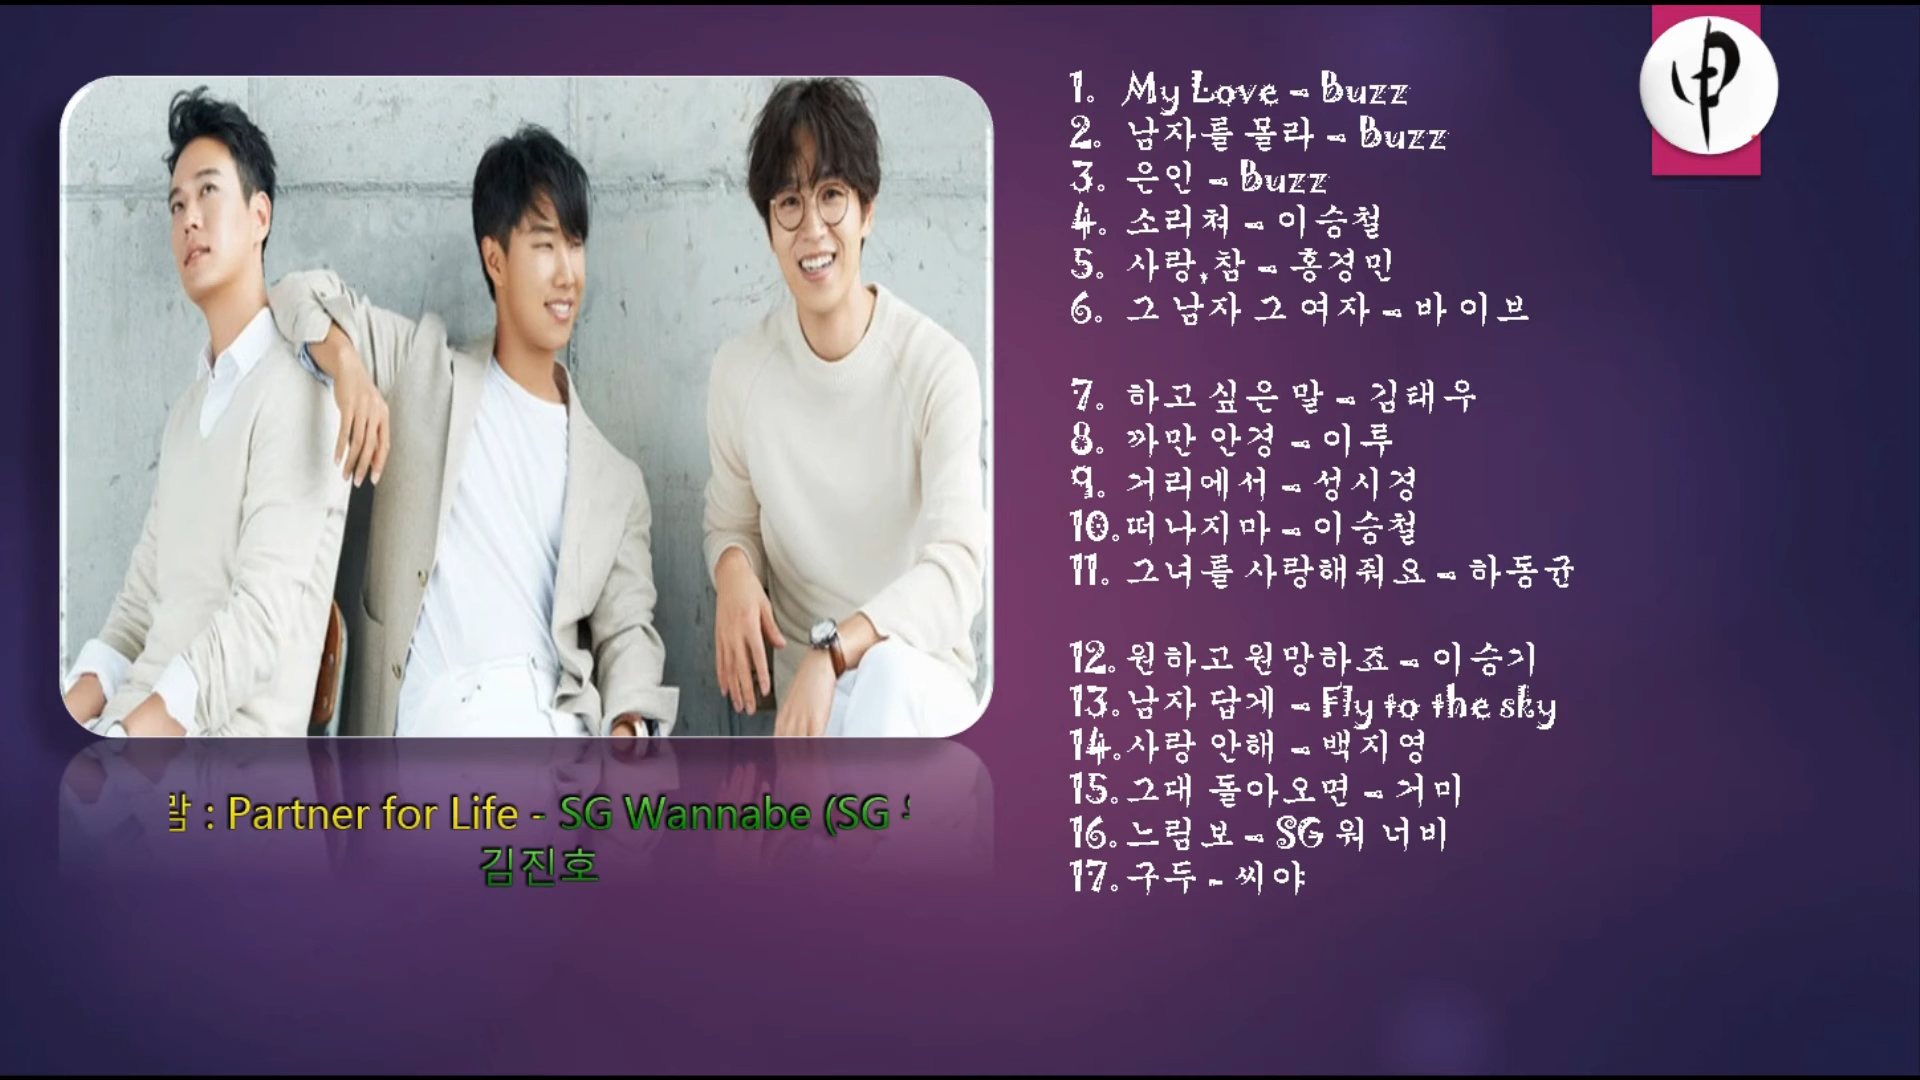 1. My Love - Buzz
2. 남자를 몰라 - Buzz
3. 은인 - Buzz
4. 소리쳐 - 이승철
5. 사랑,참 - 홍경민
6. 그 남자 그 여자 - 바이브
7. 하고 싶은 말 - 김태우
8. 까만 안경 - 이루
9. 거리에서 - 성시경
10. 떠나지마 - 이승철
11. 그녀를 사랑해줘요 - 하동균
12. 원하고 원망하죠 - 이승기
13. 남자 답게 - Fly to the sky
14. 사랑 안해 - 백지영
15. 그대 돌아오면 - 거미
16. 느림보 - SG 워너비
17. 구두 - 씨야
: Partner for Life - SG Wannabe (SG
김진호